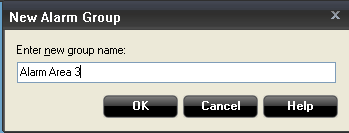 New Alarm Group
Enter new group name:
Alarm Area 3
OK Cancel Help